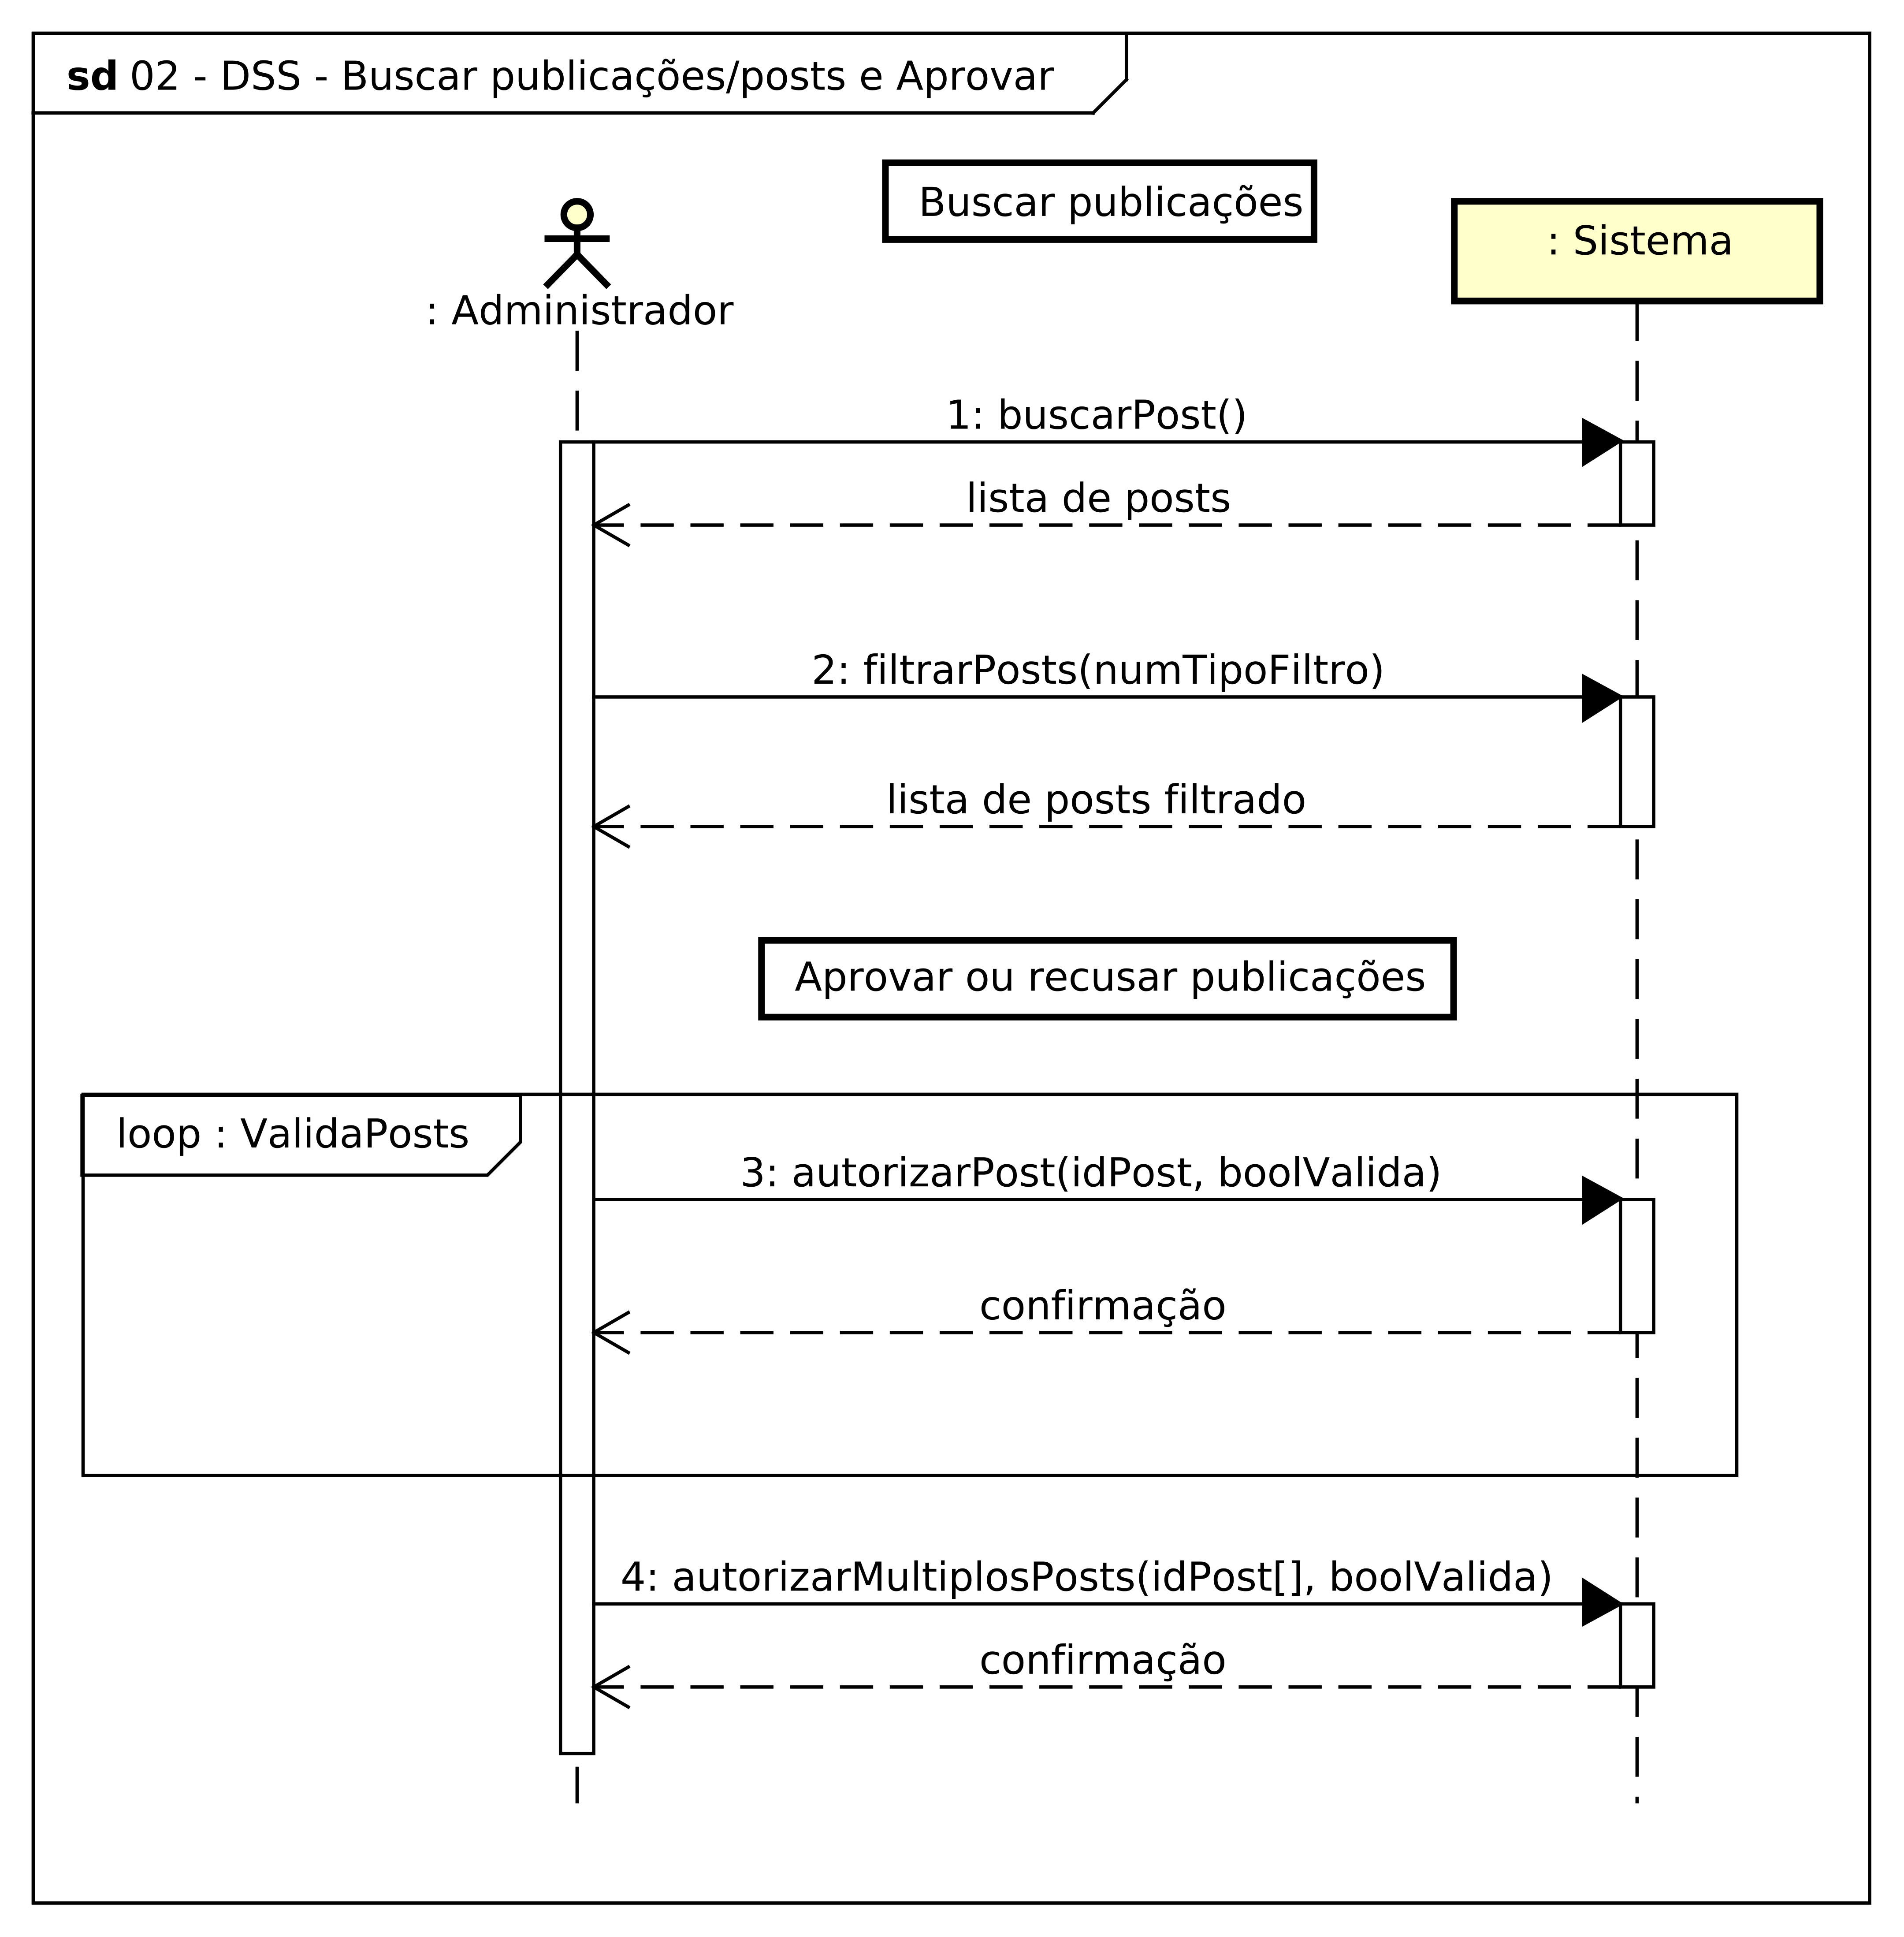 sd 02 - DSS - Buscar publicações/posts e Aprovar
Buscar publicações
: Sistema
: Administrador
1: buscarPost()
lista de posts
2: filtrarPosts(numTipoFiltro)
lista de posts filtrado
Aprovar ou recusar publicações
loop : ValidaPosts
3: autorizarPost(idPost, boolValida)
confirmação
4: autorizarMultiplosPosts(idPost[], boolValida)
confirmação